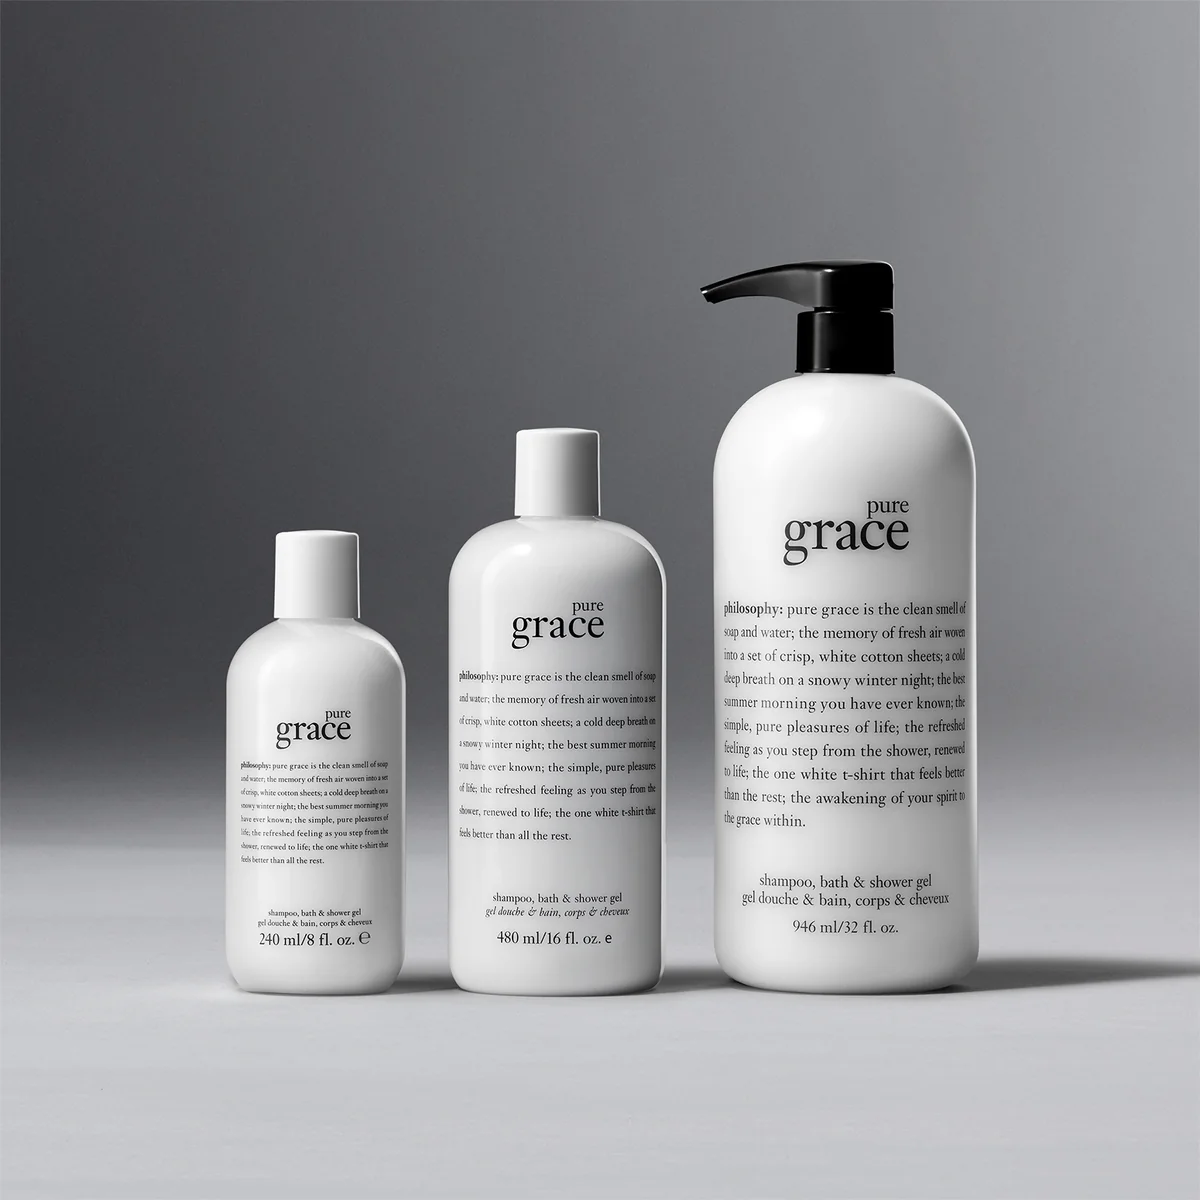 pure
grace
philosophy: pure grace is the clean smell of soap
and water; the memory of fresh air woven into a set
of crisp, white cotton sheets; a cold deep breath on a
snowy winter night; the best summer morning you
have ever known; the simple, pure pleasures of
life; the refreshed feeling as you step from the
shower, renewed to life; the one white t-shirt that
feels better than all the rest.
shampoo, bath & shower gel
gel douche & bain, corps & cheveux
240 ml/8 fl. oz. ℮
pure
grace
philosophy: pure grace is the clean smell of soap
and water; the memory of fresh air woven into a set
of crisp, white cotton sheets; a cold deep breath on
a snowy winter night; the best summer morning
you have ever known; the simple, pure pleasures
of life; the refreshed feeling as you step from the
shower, renewed to life; the one white t-shirt that
feels better than all the rest.
shampoo, bath & shower gel
gel douche & bain, corps & cheveux
480 ml/16 fl. oz. e
pure
grace
philosophy: pure grace is the clean smell of
soap and water; the memory of fresh air woven
into a set of crisp, white cotton sheets; a cold
deep breath on a snowy winter night; the best
summer morning you have ever known; the
simple, pure pleasures of life; the refreshed
feeling as you step from the shower, renewed
to life; the one white t-shirt that feels better
than the rest; the awakening of your spirit to
the grace within.
shampoo, bath & shower gel
gel douche & bain, corps & cheveux
946 ml/32 fl. oz.